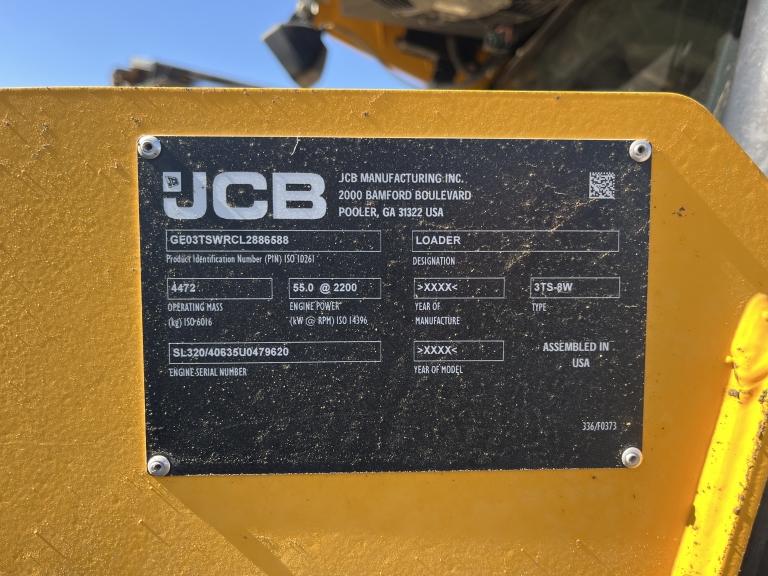 JCB
JCB MANUFACTURING INC.
2000 BAMFORD BOULEVARD
POOLER, GA 31322 USA
GE03TSWRCL2886588
Product Identification Number (PIN) ISO 10261
LOADER
DESIGNATION
4472
OPERATING MASS
(kg) ISO 6016
55.0 @ 2200
ENGINE POWER
(kW @ RPM) ISO 14396
>XXXX<
YEAR OF
MANUFACTURE
3TS-8W
TYPE
SL320/40635U0479620
ENGINE SERIAL NUMBER
>XXXX<
YEAR OF MODEL
ASSEMBLED IN
USA
336/F0373